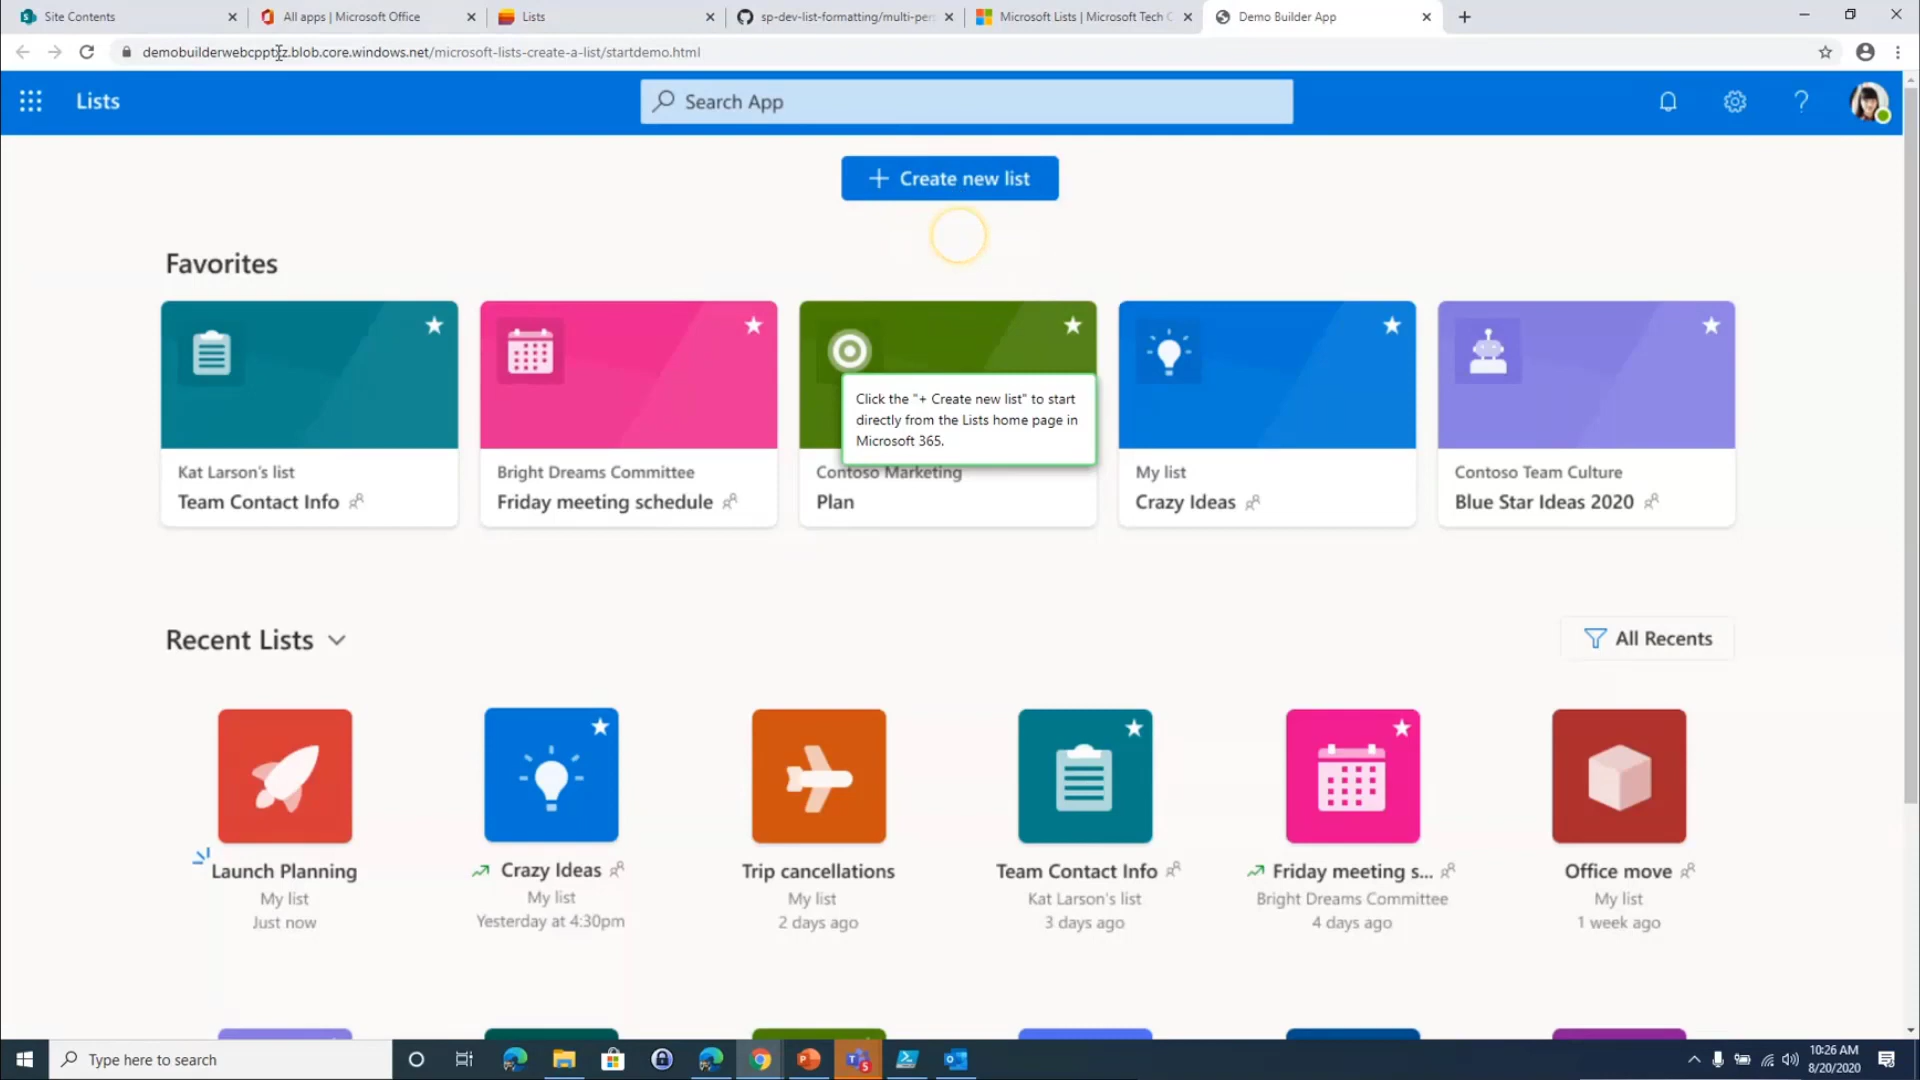 Site Contents
All apps | Microsoft Office
Lists
sp-dev-list-formatting/multi-per
Microsoft Lists | Microsoft Tech C
Demo Builder App
demobuilderwebcpptxz.blob.core.windows.net/microsoft-lists-create-a-list/startdemo.html
Lists
Search App
Create new list
Favorites
Click the "+ Create new list" to start
directly from the Lists home page in
Microsoft 365.
Kat Larson's list
Team Contact Info
Bright Dreams Committee
Friday meeting schedule
Contoso Marketing
Plan
My list
Crazy Ideas
Contoso Team Culture
Blue Star Ideas 2020
Recent Lists
All Recents
Launch Planning
My list
Just now
Crazy Ideas
My list
Yesterday at 4:30pm
Trip cancellations
My list
2 days ago
Team Contact Info
Kat Larson's list
3 days ago
Friday meeting s...
Bright Dreams Committee
4 days ago
Office move
My list
1 week ago
Type here to search
10:26 AM
8/20/2020